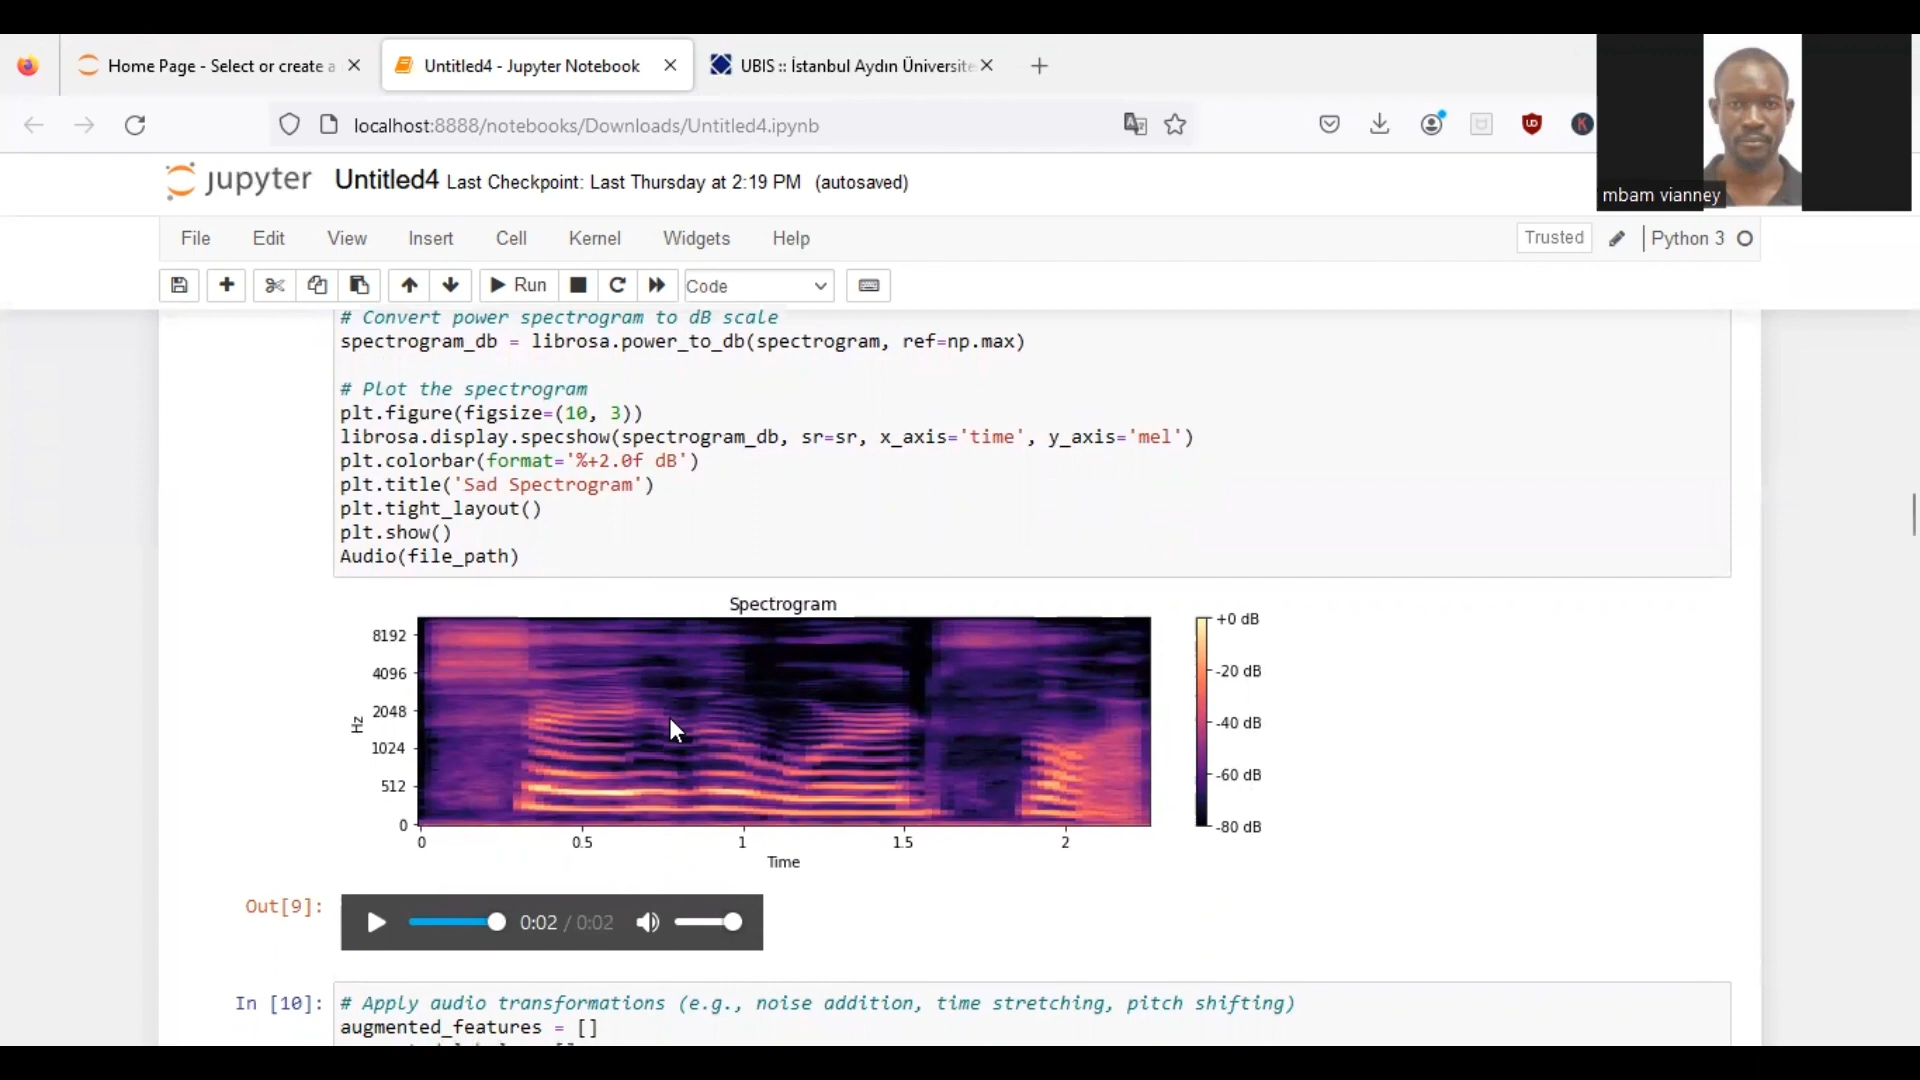 Home Page - Select or create a
Untitled4 - Jupyter Notebook
UBIS :: İstanbul Aydın Üniversite
localhost:8888/notebooks/Downloads/Untitled4.ipynb
mbam vianney
jupyter Untitled4 Last Checkpoint: Last Thursday at 2:19 PM (autosaved)
File Edit View Insert Cell Kernel Widgets Help Trusted Python 3
Run Code
# Convert power spectrogram to dB scale
spectrogram_db = librosa.power_to_db(spectrogram, ref=np.max)
# Plot the spectrogram
plt.figure(figsize=(10, 3))
librosa.display.specshow(spectrogram_db, sr=sr, x_axis='time', y_axis='mel')
plt.colorbar(format='%+2.0f dB')
plt.title('Sad Spectrogram')
plt.tight_layout()
plt.show()
Audio(file_path)
Spectrogram
8192
4096
2048
1024
512
0
Hz
0 0.5 1 1.5 2
Time
+0 dB
-20 dB
-40 dB
-60 dB
-80 dB
Out[9]:
0:02 / 0:02
In [10]: # Apply audio transformations (e.g., noise addition, time stretching, pitch shifting)
augmented_features = []